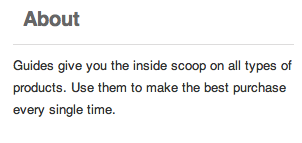 About
Guides give you the inside scoop on all types of
products. Use them to make the best purchase
every single time.